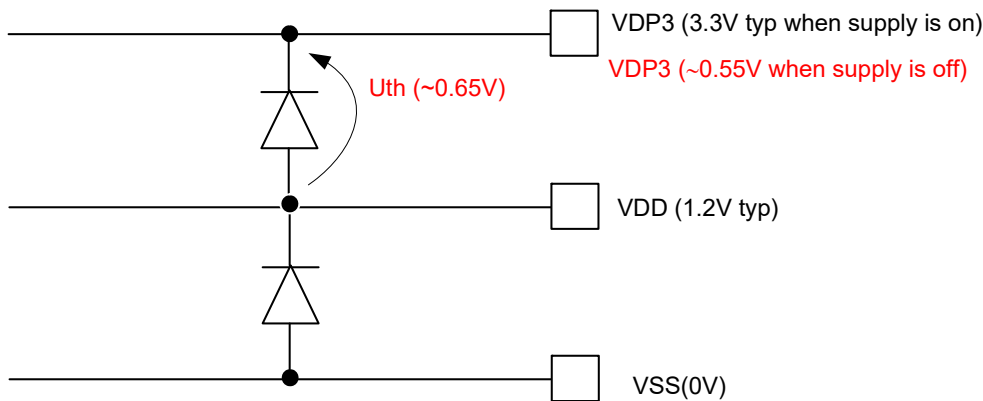 VDP3 (3.3V typ when supply is on)
VDP3 (~0.55V when supply is off)
Uth (~0.65V)
VDD (1.2V typ)
VSS(0V)